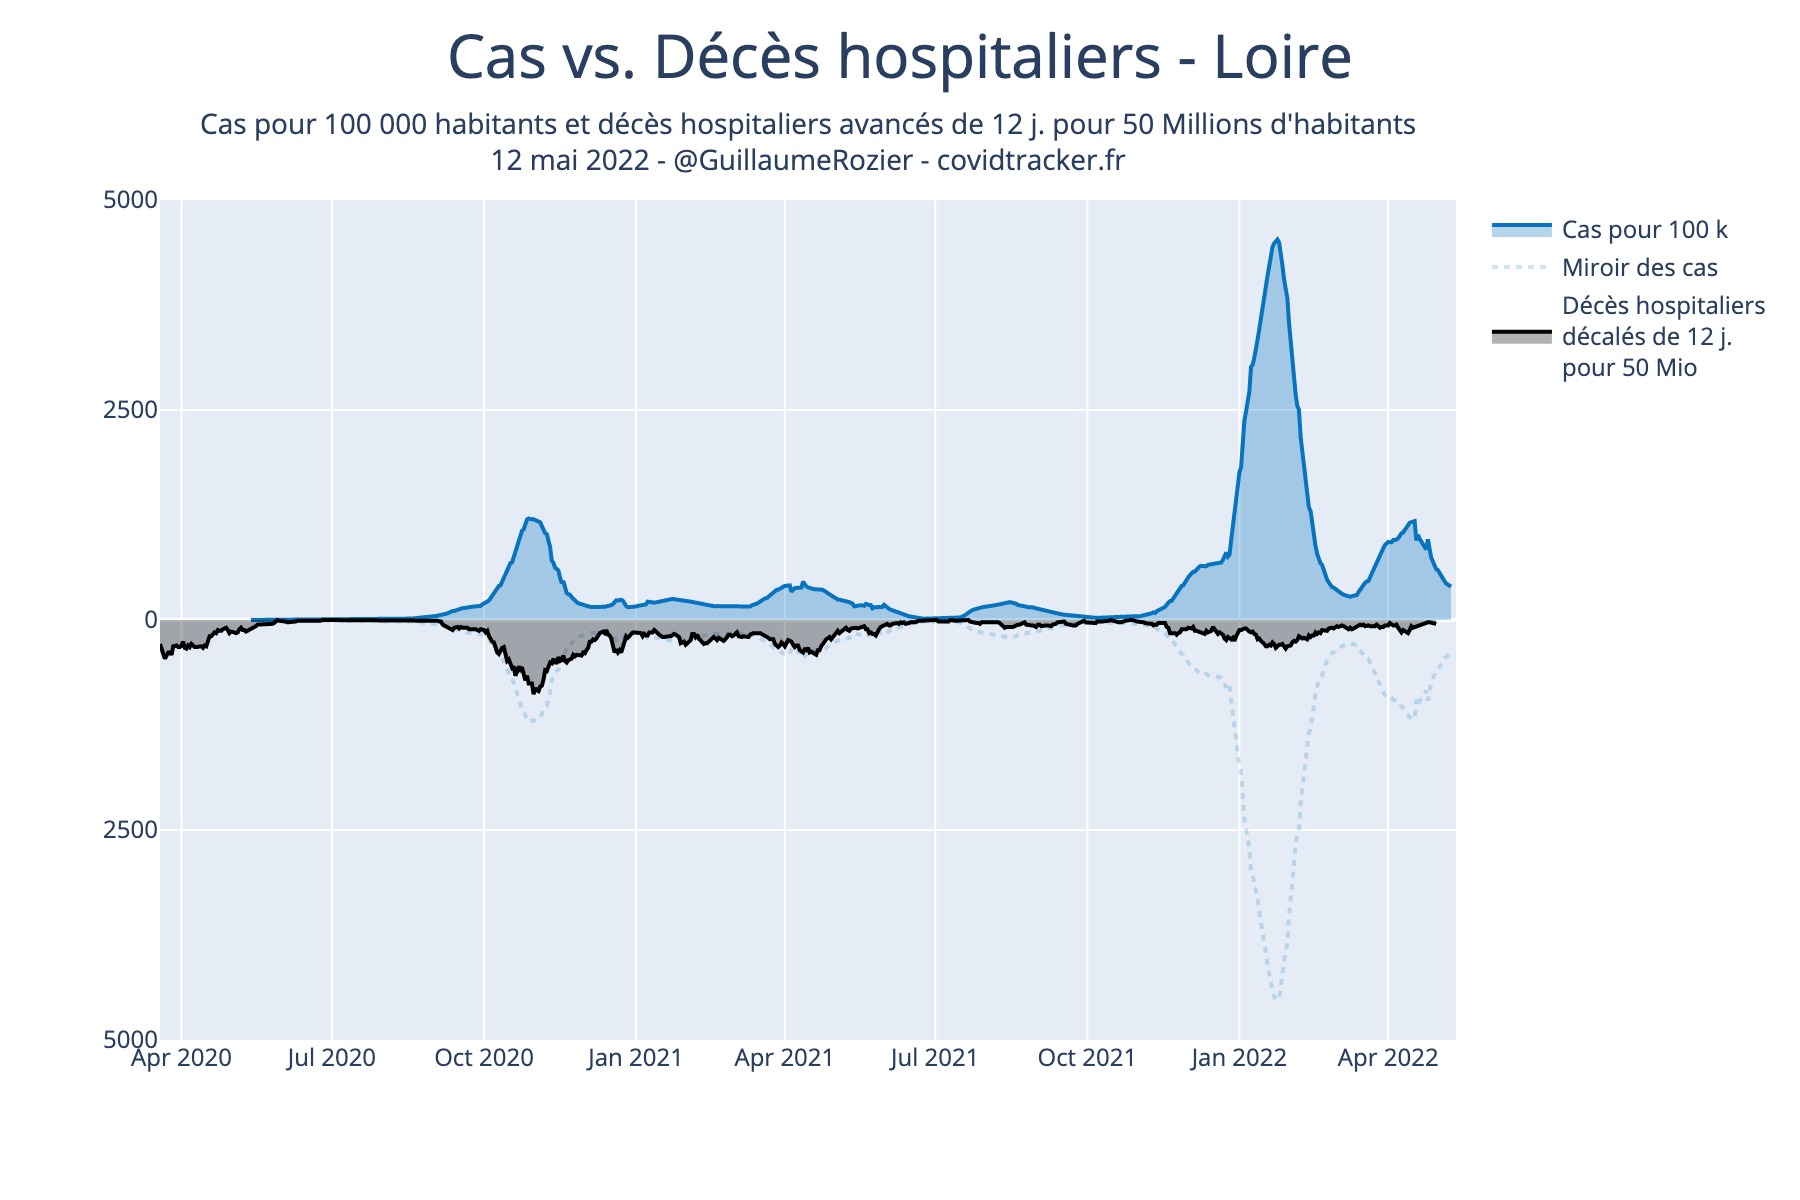 Cas vs. Décès hospitaliers - Loire
Cas pour 100 000 habitants et décès hospitaliers avancés de 12 j. pour 50 Millions d'habitants
12 mai 2022 - @GuillaumeRozier - covidtracker.fr
5000
2500
0
2500
5000
Apr 2020
Jul 2020
Oct 2020
Jan 2021
Apr 2021
Jul 2021
Oct 2021
Jan 2022
Apr 2022
Cas pour 100 k
Miroir des cas
Décès hospitaliers
décalés de 12 j.
pour 50 Mio